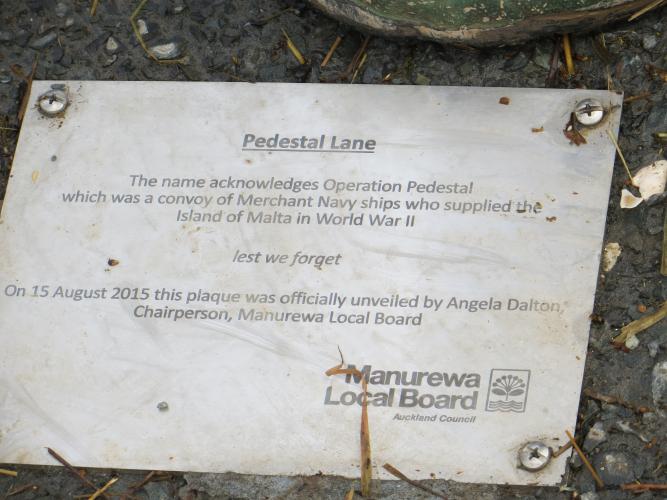 Pedestal Lane
The name acknowledges Operation Pedestal
which was a convoy of Merchant Navy ships who supplied the
Island of Malta in World War II
lest we forget
On 15 August 2015 this plaque was officially unveiled by Angela Dalton,
Chairperson, Manurewa Local Board
Manurewa
Local Board
Auckland Council